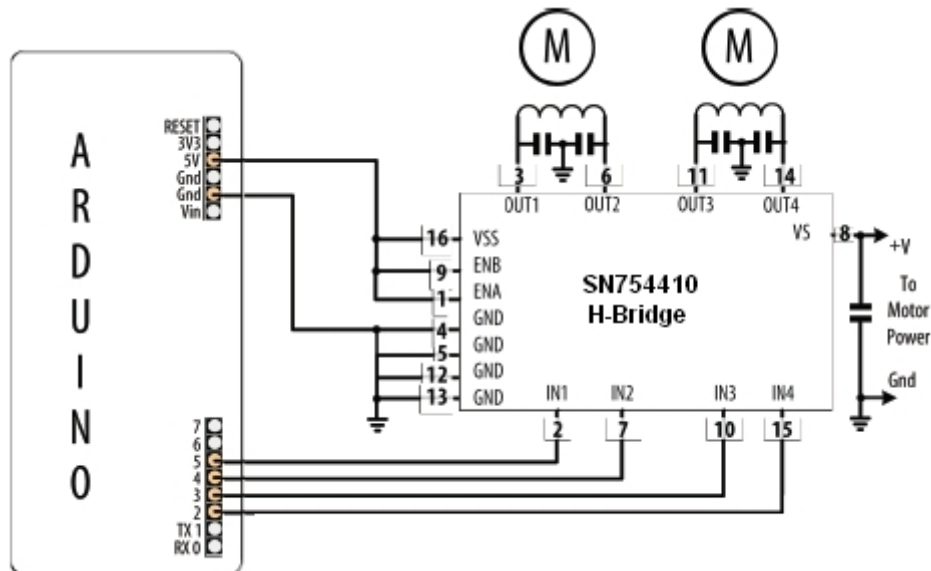 M
M
ARDUINO
RESET
3V3
5V
Gnd
Gnd
Vin
7
6
5
4
3
2
TX 1
RX 0
3
6
11
14
OUT1
OUT2
OUT3
OUT4
16
VSS
9
ENB
1
ENA
4
GND
5
GND
12
GND
13
GND
SN754410
H-Bridge
VS
8
+V
To
Motor
Power
Gnd
IN1
IN2
IN3
IN4
2
7
10
15